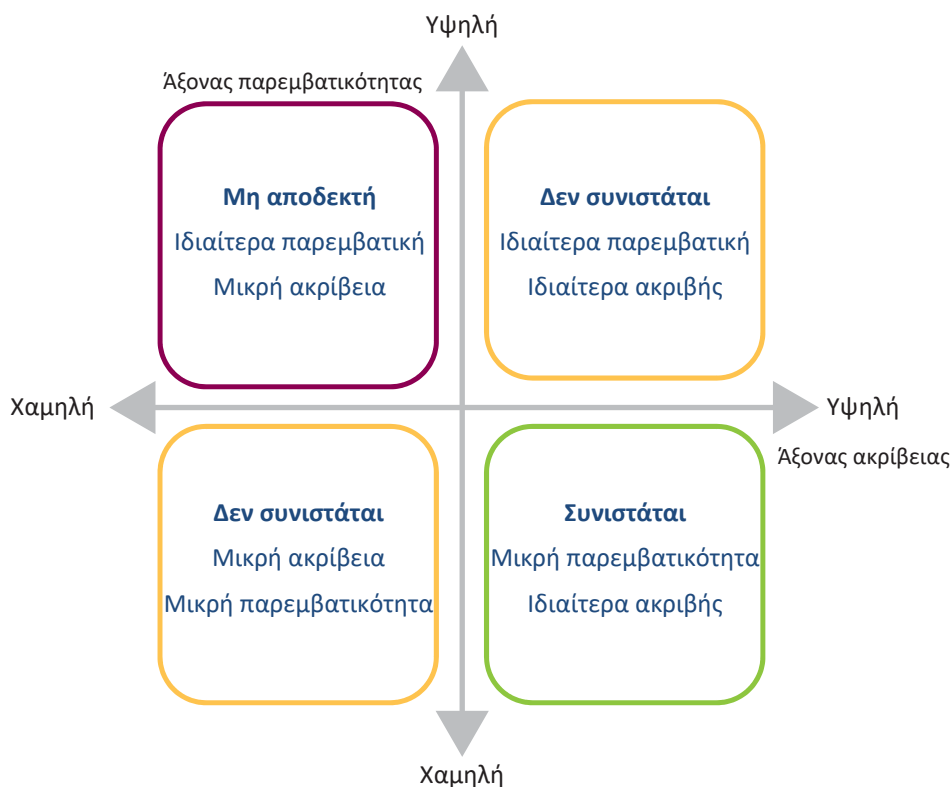 Υψηλή
Άξονας παρεμβατικότητας
Μη αποδεκτή
Ιδιαίτερα παρεμβατική
Μικρή ακρίβεια
Δεν συνιστάται
Ιδιαίτερα παρεμβατική
Ιδιαίτερα ακριβής
Χαμηλή
Υψηλή
Άξονας ακρίβειας
Δεν συνιστάται
Μικρή ακρίβεια
Μικρή παρεμβατικότητα
Συνιστάται
Μικρή παρεμβατικότητα
Ιδιαίτερα ακριβής
Χαμηλή